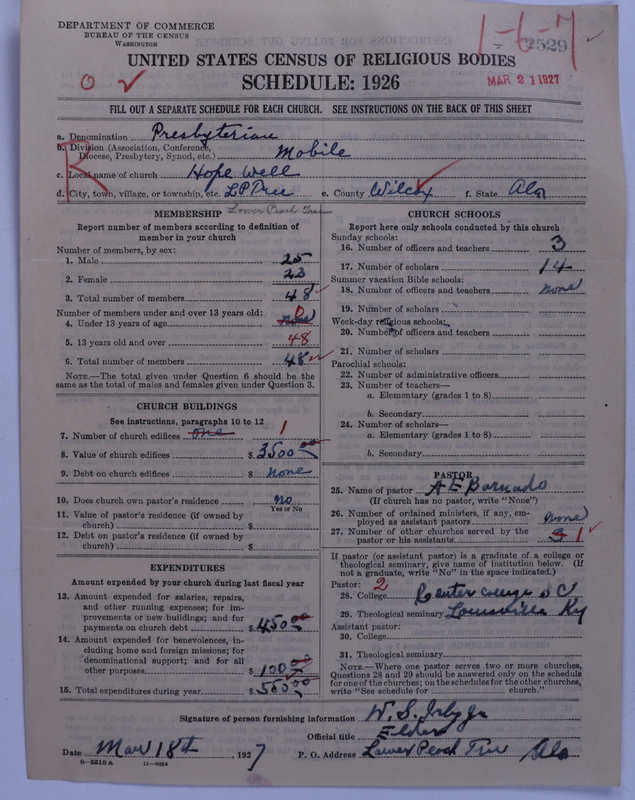 DEPARTMENT OF COMMERCE
BUREAU OF THE CENSUS
WASHINGTON
1-6-7
2529
UNITED STATES CENSUS OF RELIGIOUS BODIES
SCHEDULE: 1926
MAR 21 1927
FILL OUT A SEPARATE SCHEDULE FOR EACH CHURCH. SEE INSTRUCTIONS ON THE BACK OF THIS SHEET
a. Denomination Presbyterian
b. Division (Association, Conference, Diocese, Presbytery, Synod, etc.) Mobile
c. Local name of church Hope Well
d. City, town, village, or township, etc. L P Tree e. County Wilcox f. State Ala
Lower Peach Tree
MEMBERSHIP
Report number of members according to definition of
member in your church
Number of members, by sex:
1. Male 25
2. Female 23
3. Total number of members 48
Number of members under and over 13 years old:
4. Under 13 years of age none 0
5. 13 years old and over 48
6. Total number of members 48
NOTE.—The total given under Question 6 should be the
same as the total of males and females given under Question 3.
CHURCH BUILDINGS
See instructions, paragraphs 10 to 12
7. Number of church edifices one 1
8. Value of church edifices $ 3500 00
9. Debt on church edifices $ none
10. Does church own pastor's residence no
Yes or No
11. Value of pastor's residence (if owned by
church) $
12. Debt on pastor's residence (if owned by
church) $
EXPENDITURES
Amount expended by your church during last fiscal year
13. Amount expended for salaries, repairs,
and other running expenses; for im-
provements or new buildings; and for
payments on church debt $ 450 00
14. Amount expended for benevolences, in-
cluding home and foreign missions; for
denominational support; and for all
other purposes $ 100
15. Total expenditures during year $ 550 00
CHURCH SCHOOLS
Report here only schools conducted by this church
Sunday schools:
16. Number of officers and teachers 3
17. Number of scholars 14
Summer vacation Bible schools:
18. Number of officers and teachers none
19. Number of scholars
Week-day religious schools:
20. Number of officers and teachers
21. Number of scholars
Parochial schools:
22. Number of administrative officers
23. Number of teachers—
a. Elementary (grades 1 to 8)
b. Secondary
24. Number of scholars—
a. Elementary (grades 1 to 8)
b. Secondary
PASTOR
25. Name of pastor A E Barnado
(If church has no pastor, write "None")
26. Number of ordained ministers, if any, em-
ployed as assistant pastors none
27. Number of other churches served by the
pastor or his assistants 3 1
If pastor (or assistant pastor) is a graduate of a college or
theological seminary, give name of institution below. (If
not a graduate, write "No" in the space indicated.)
Pastor: 2
28. College
29. Theological seminary Louisville Ky
Assistant pastor:
30. College
31. Theological seminary
NOTE.—Where one pastor serves two or more churches,
Questions 28 and 29 should be answered only on the schedule
for one of the churches; on the schedules for the other churches,
write "See schedule for church."
Signature of person furnishing information W. S. Irby Jr
Official title Elder
Date Mar 18th, 1927 P. O. Address Lower Peach Tree Ala
8-5518 a 11-9224